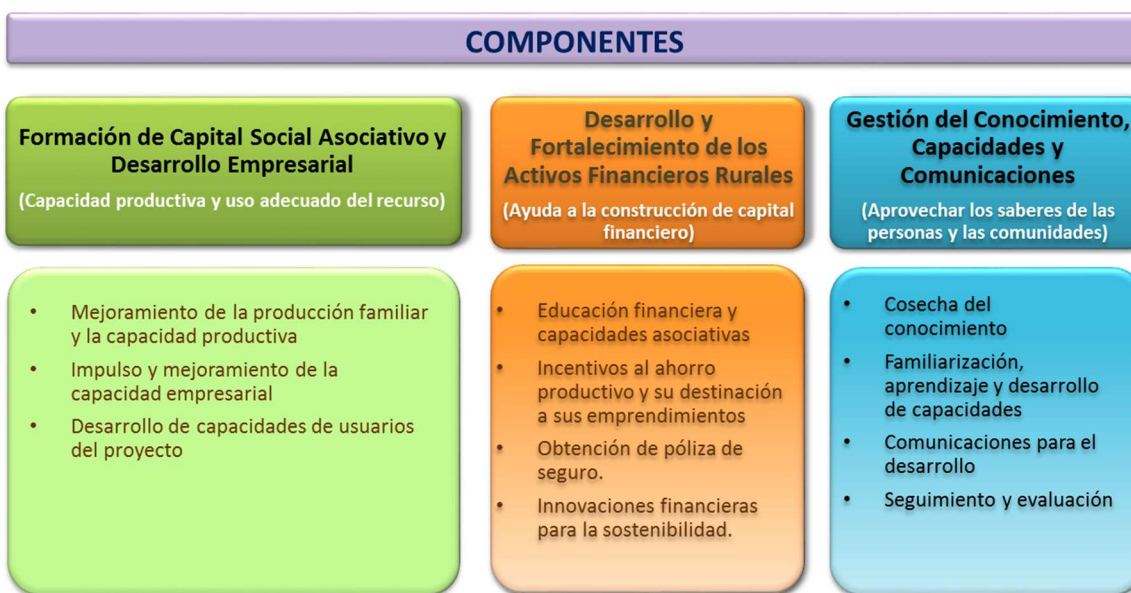 COMPONENTES
Formación de Capital Social Asociativo y
Desarrollo Empresarial
(Capacidad productiva y uso adecuado del recurso)
• Mejoramiento de la producción familiar
y la capacidad productiva
• Impulso y mejoramiento de la
capacidad empresarial
• Desarrollo de capacidades de usuarios
del proyecto
Desarrollo y
Fortalecimiento de los
Activos Financieros Rurales
(Ayuda a la construcción de capital
financiero)
• Educación financiera y
capacidades asociativas
• Incentivos al ahorro
productivo y su destinación
a sus emprendimientos
• Obtención de póliza de
seguro.
• Innovaciones financieras
para la sostenibilidad.
Gestión del Conocimiento,
Capacidades y
Comunicaciones
(Aprovechar los saberes de las
personas y las comunidades)
• Cosecha del
conocimiento
• Familiarización,
aprendizaje y desarrollo
de capacidades
• Comunicaciones para el
desarrollo
• Seguimiento y evaluación